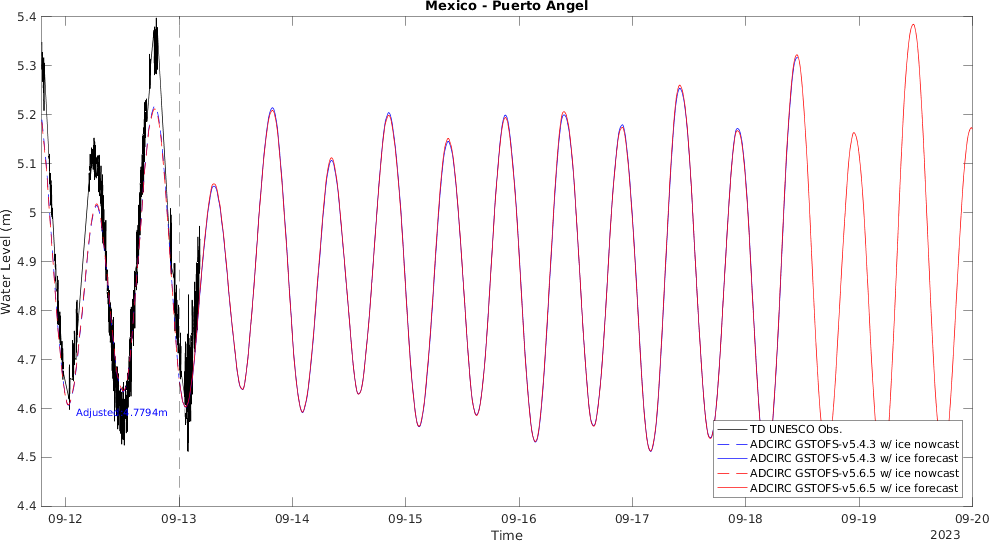 Mexico - Puerto Angel
5.4
5.3
5.2
5.1
5
4.9
4.8
4.7
4.6
4.5
4.4
Water Level (m)
7794m
TD UNESCO Obs.
ADCIRC GSTOFS-v5.4.3 w/ ice nowcast
ADCIRC GSTOFS-v5.4.3 w/ ice forecast
ADCIRC GSTOFS-v5.6.5 w/ ice nowcast
ADCIRC GSTOFS-v5.6.5 w/ ice forecast
09-12
09-13
09-14
09-15
09-16
09-17
09-18
09-19
09-20
Time
2023